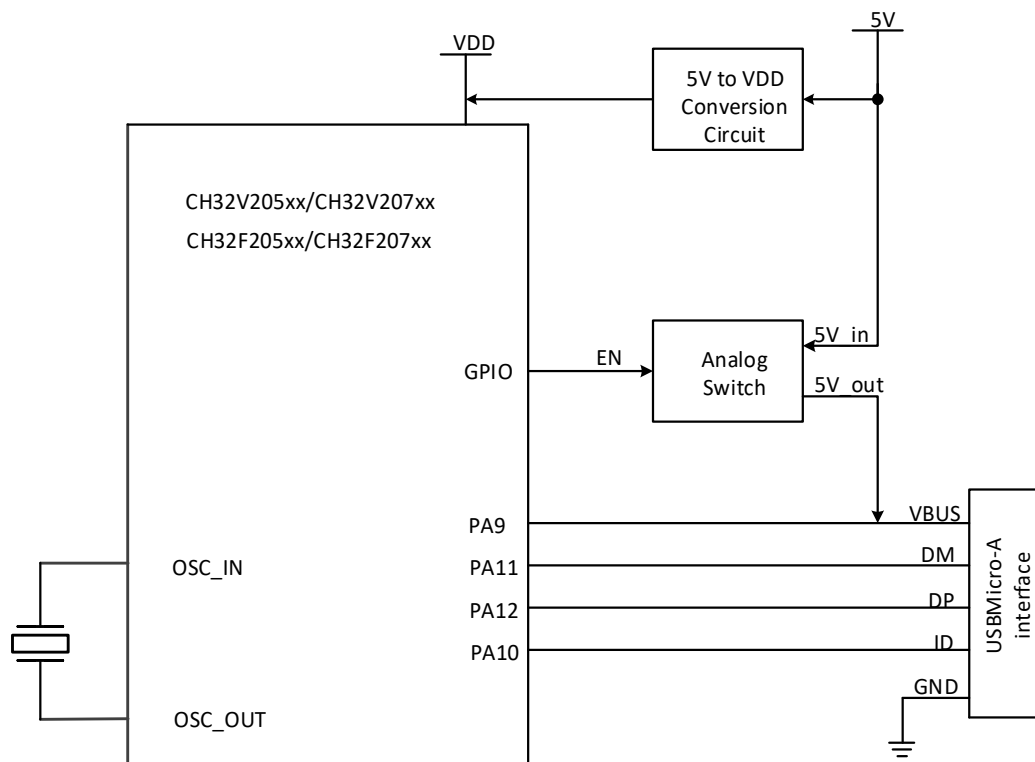 5V
VDD
5V to VDD
Conversion
Circuit
CH32V205xx/CH32V207xx
CH32F205xx/CH32F207xx
5V_in
Analog
Switch
EN
GPIO
5V_out
PA9
VBUS
OSC_IN
PA11
DM
PA12
DP
PA10
ID
USBMicro-A
interface
GND
OSC_OUT